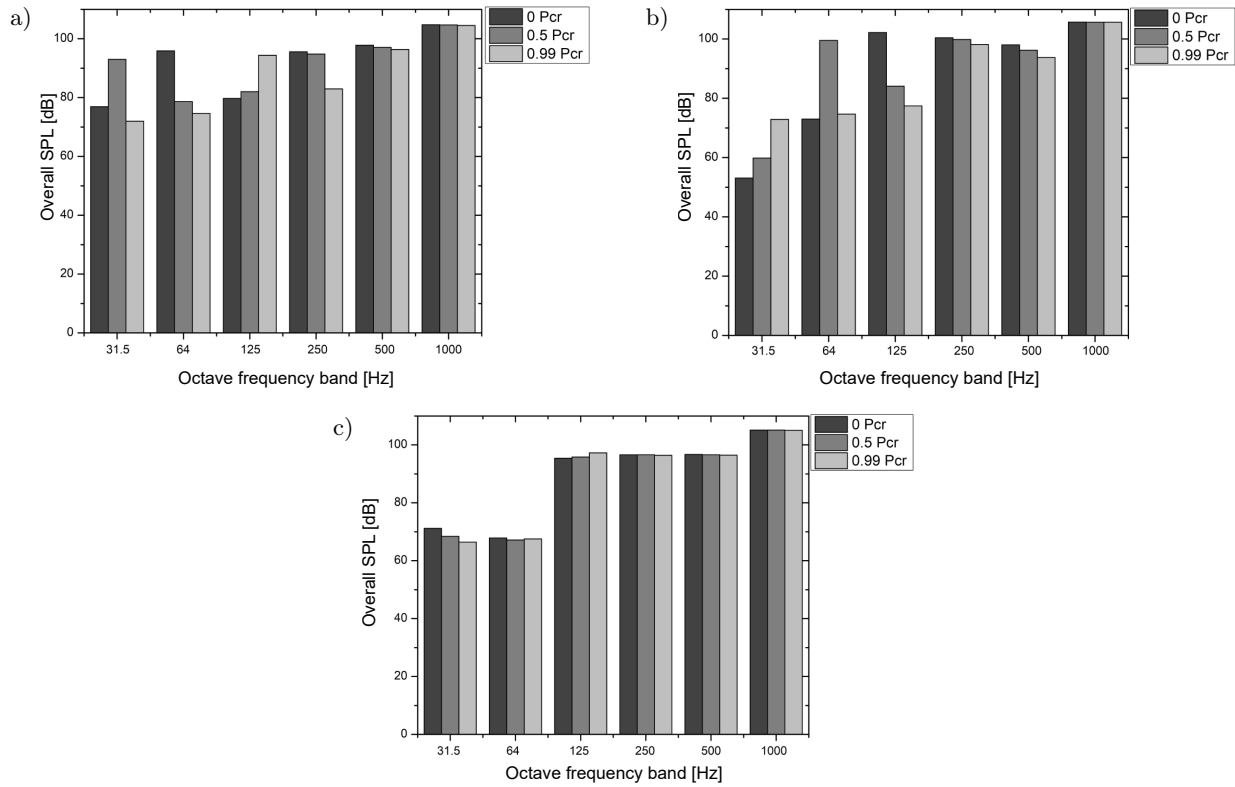 a)
0 Pcr
0.5 Pcr
0.99 Pcr
Overall SPL [dB]
100
80
60
40
20
0
31.5 64 125 250 500 1000
Octave frequency band [Hz]
b)
0 Pcr
0.5 Pcr
0.99 Pcr
Overall SPL [dB]
100
80
60
40
20
0
31.5 64 125 250 500 1000
Octave frequency band [Hz]
c)
0 Pcr
0.5 Pcr
0.99 Pcr
Overall SPL [dB]
100
80
60
40
20
0
31.5 64 125 250 500 1000
Octave frequency band [Hz]